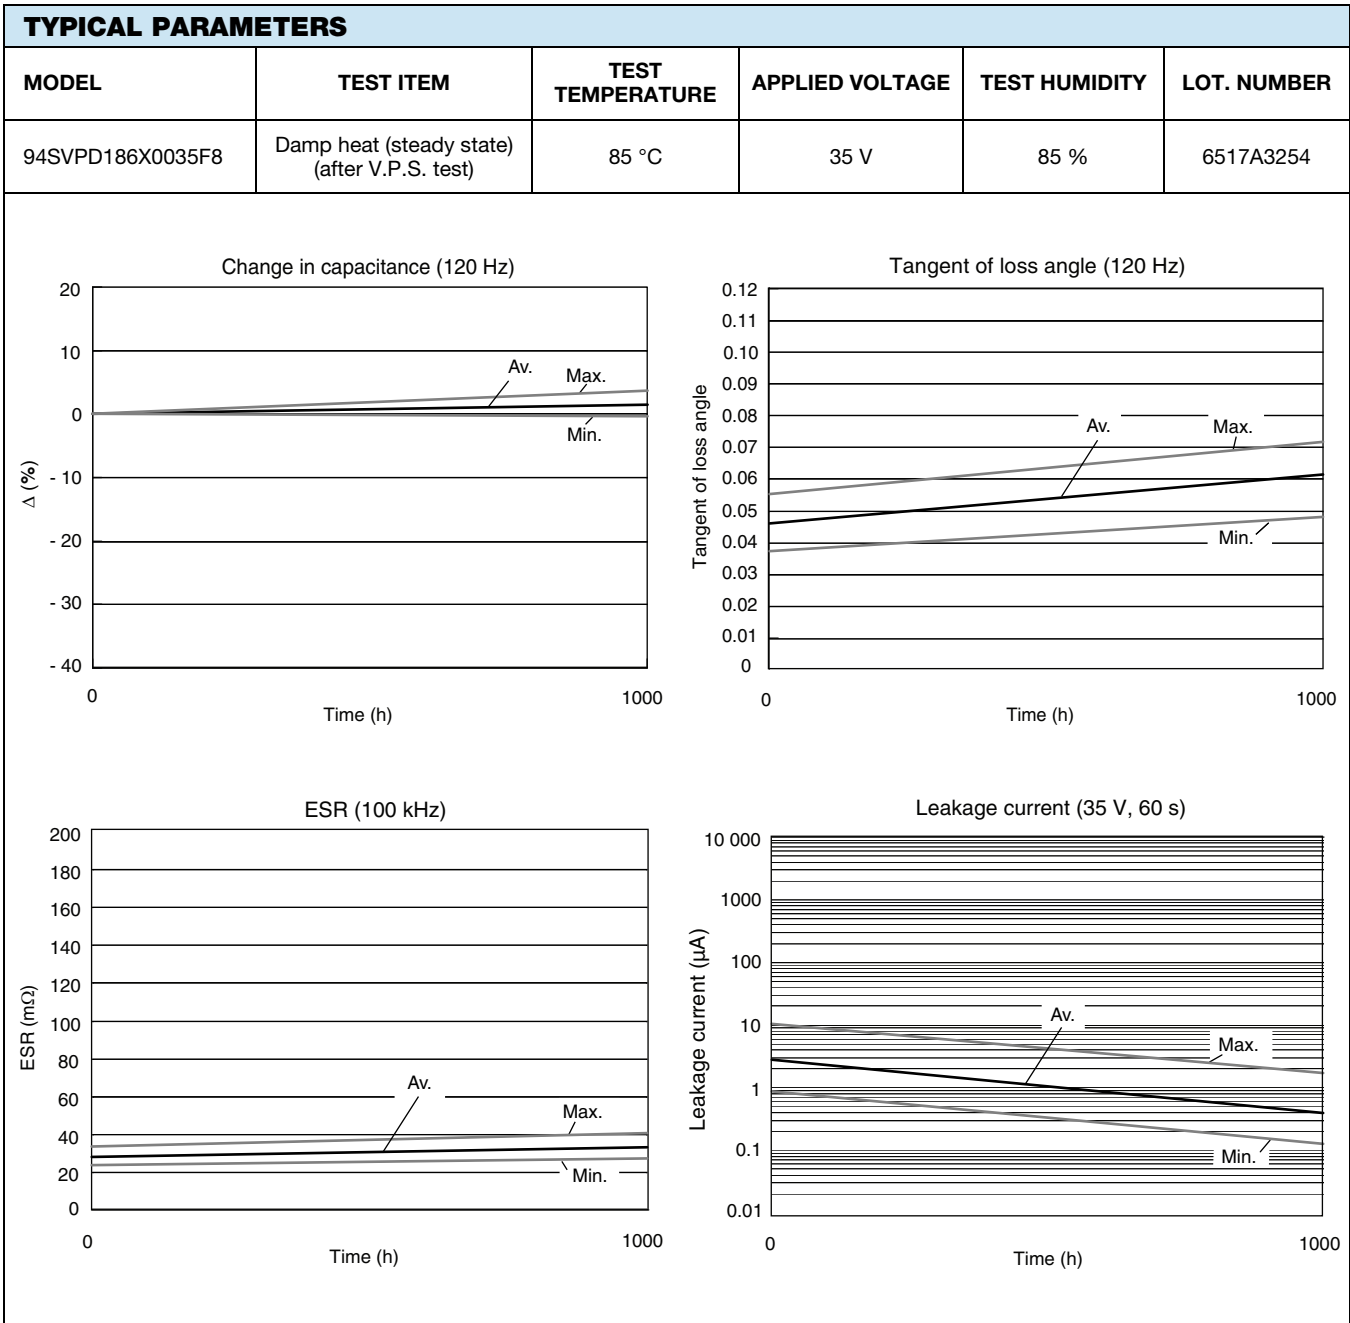 TYPICAL PARAMETERS
MODEL
TEST ITEM
TEST
TEMPERATURE
APPLIED VOLTAGE
TEST HUMIDITY
LOT. NUMBER
94SVPD186X0035F8
Damp heat (steady state)
(after V.P.S. test)
85 °C
35 V
85 %
6517A3254
Change in capacitance (120 Hz)
20
10
0
- 10
- 20
- 30
- 40
Δ (%)
Av.
Max.
Min.
0
1000
Time (h)
Tangent of loss angle (120 Hz)
0.12
0.11
0.10
0.09
0.08
0.07
0.06
0.05
0.04
0.03
0.02
0.01
0
Tangent of loss angle
Av.
Max.
Min.
0
1000
Time (h)
ESR (100 kHz)
200
180
160
140
120
100
80
60
40
20
0
ESR (mΩ)
Av.
Max.
Min.
0
1000
Time (h)
Leakage current (35 V, 60 s)
10 000
1000
100
10
1
0.1
0.01
Leakage current (µA)
Av.
Max.
Min.
0
1000
Time (h)